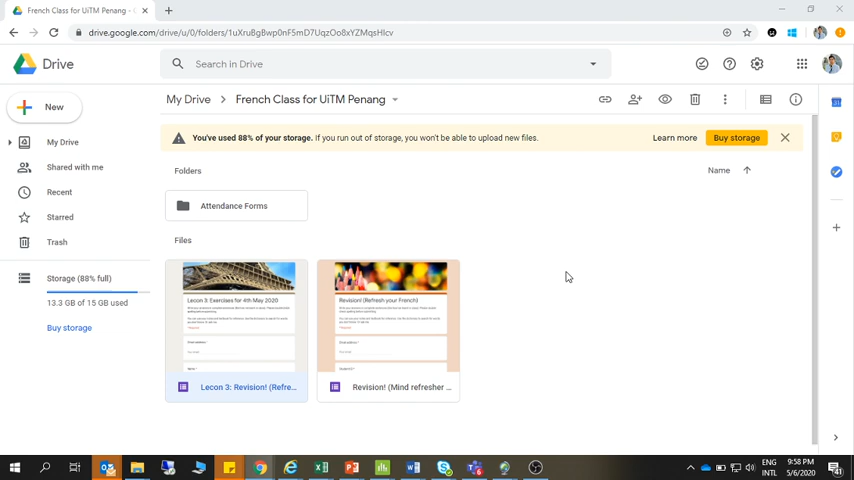 French Class for UiTM Penang - G
drive.google.com/drive/u/0/folders/1uXruBgBwp0nF5mD7UqzOo8xYZMqsHIcv
Drive
Search in Drive
New
My Drive
French Class for UiTM Penang
You've used 88% of your storage. If you run out of storage, you won't be able to upload new files.
Learn more
Buy storage
My Drive
Shared with me
Recent
Starred
Trash
Storage (88% full)
13.3 GB of 15 GB used
Buy storage
Folders
Name
Attendance Forms
Files
Lecon 3: Exercises for 4th May 2020
Lecon 3: Revision! (Refre...
Revision! (Refresh your French)
Revision! (Mind refresher ...
ENG
INTL
9:58 PM
5/6/2020
41